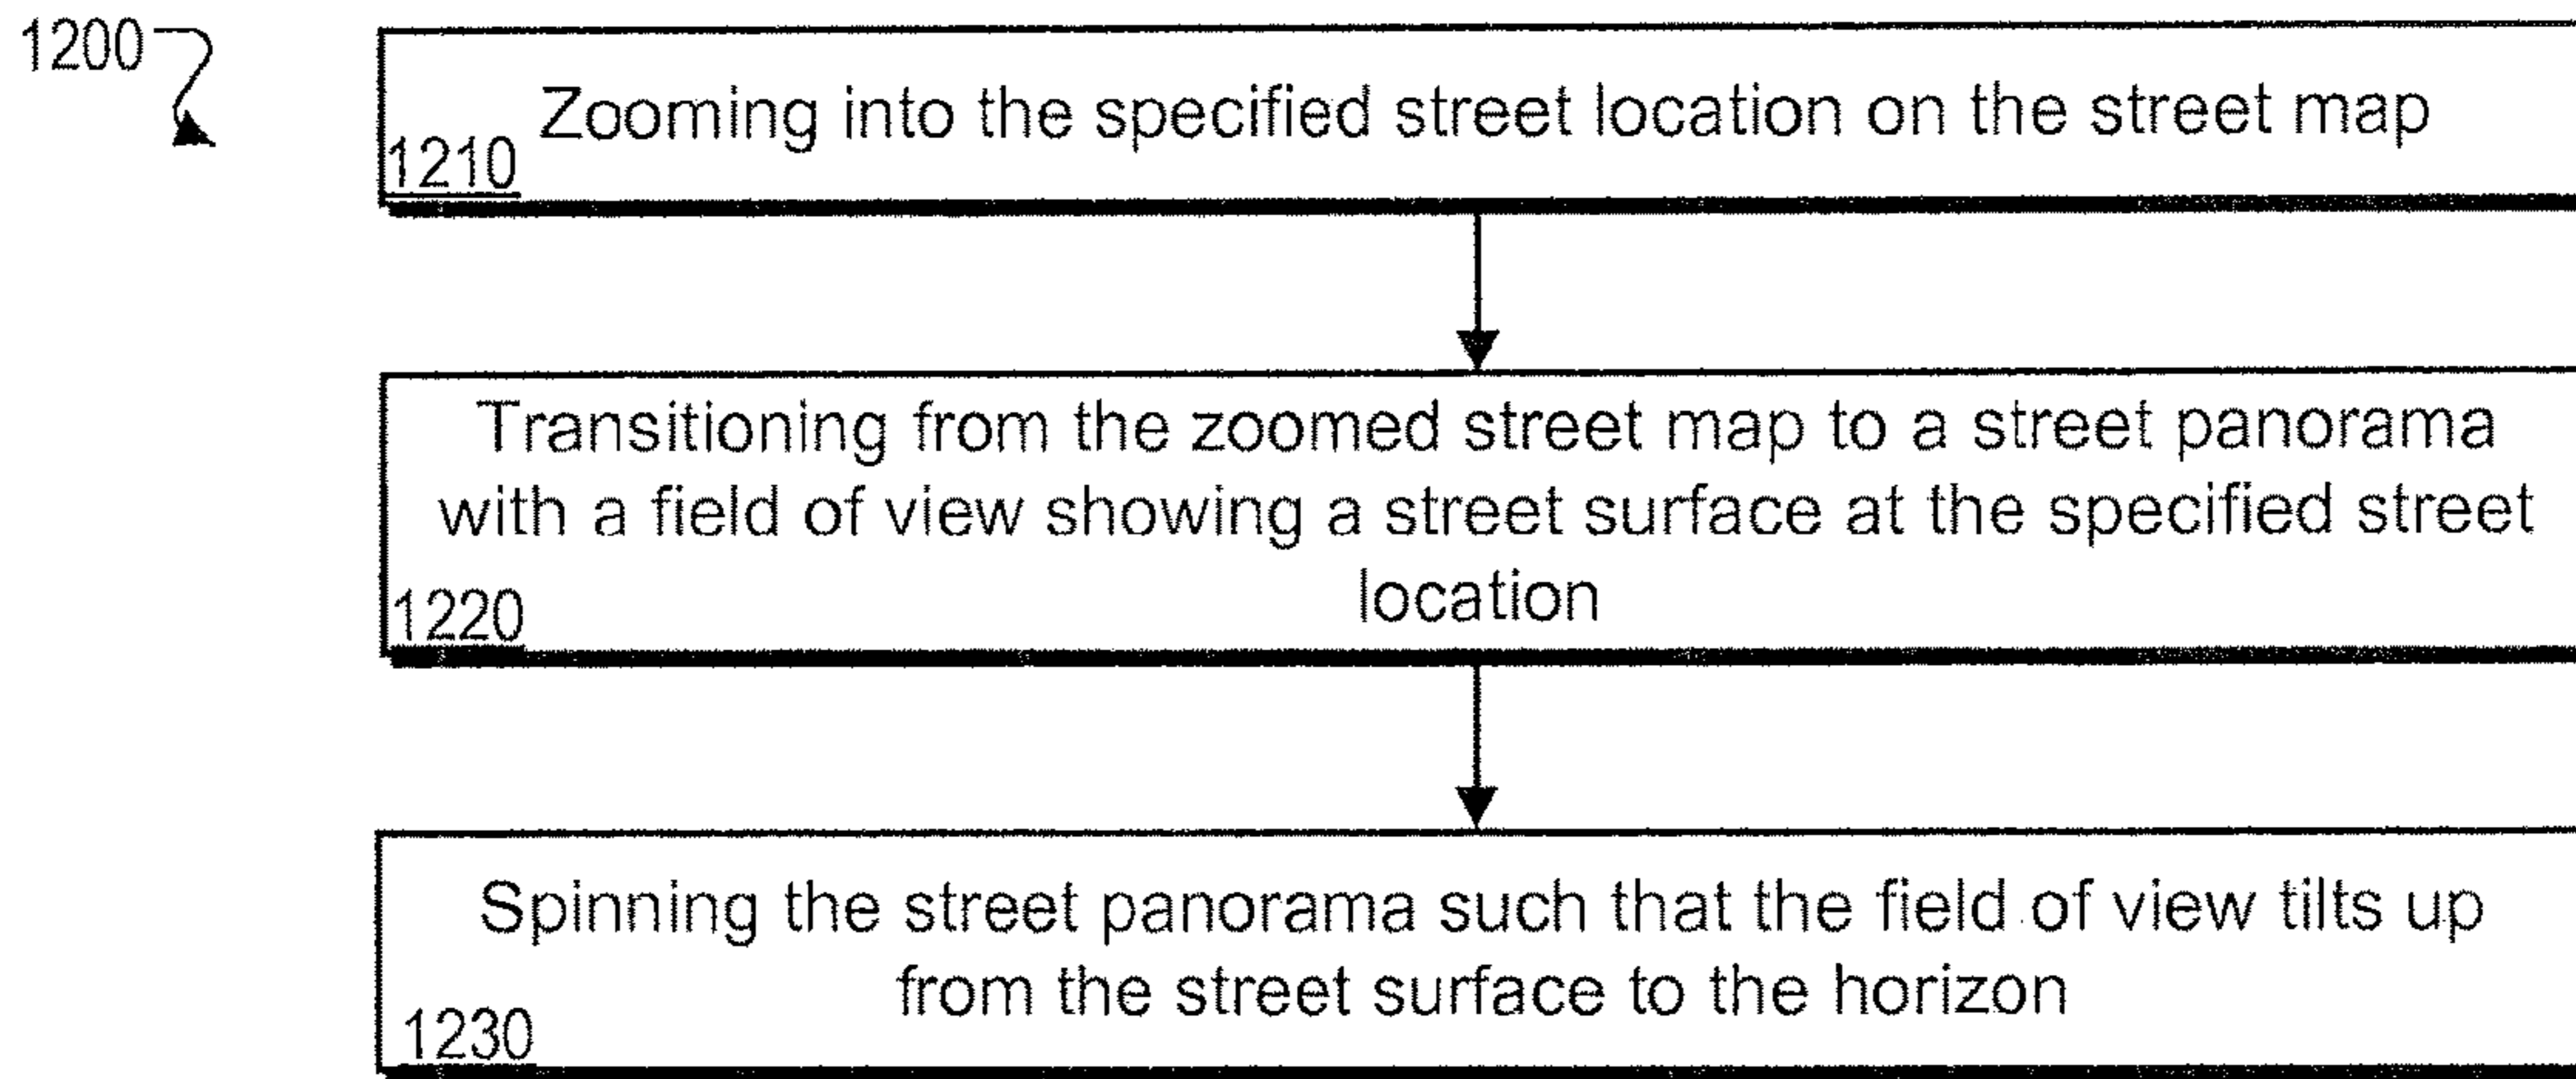 1200
Zooming into the specified street location on the street map
1210
Transitioning from the zoomed street map to a street panorama
with a field of view showing a street surface at the specified street
location
1220
Spinning the street panorama such that the field of view tilts up
from the street surface to the horizon
1230